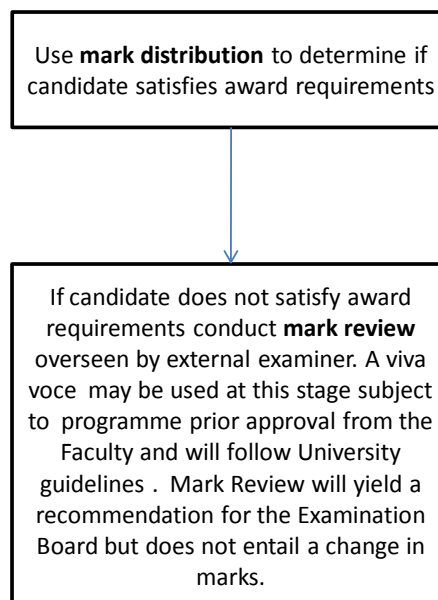 Use mark distribution to determine if
candidate satisfies award requirements
If candidate does not satisfy award
requirements conduct mark review
overseen by external examiner. A viva
voce may be used at this stage subject
to programme prior approval from the
Faculty and will follow University
guidelines . Mark Review will yield a
recommendation for the Examination
Board but does not entail a change in
marks.